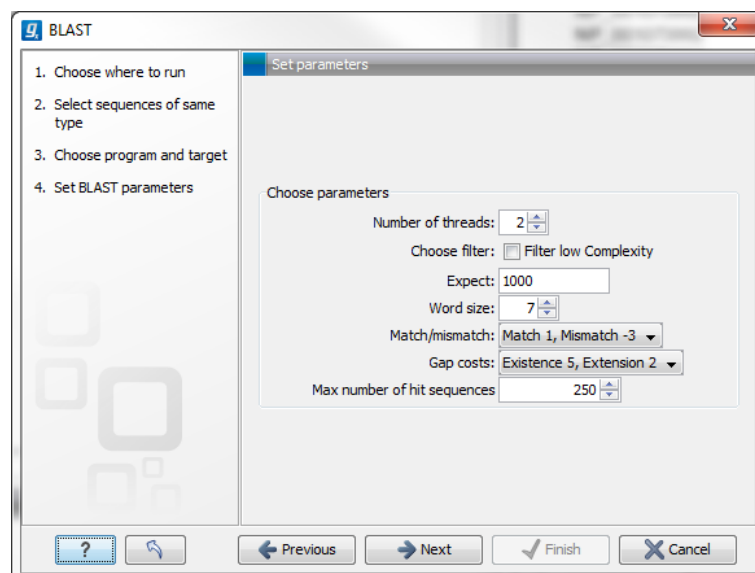 BLAST
1. Choose where to run
2. Select sequences of same
type
3. Choose program and target
4. Set BLAST parameters
Set parameters
Choose parameters
Number of threads: 2
Choose filter: Filter low Complexity
Expect: 1000
Word size: 7
Match/mismatch: Match 1, Mismatch -3
Gap costs: Existence 5, Extension 2
Max number of hit sequences 250
? Previous Next Finish Cancel